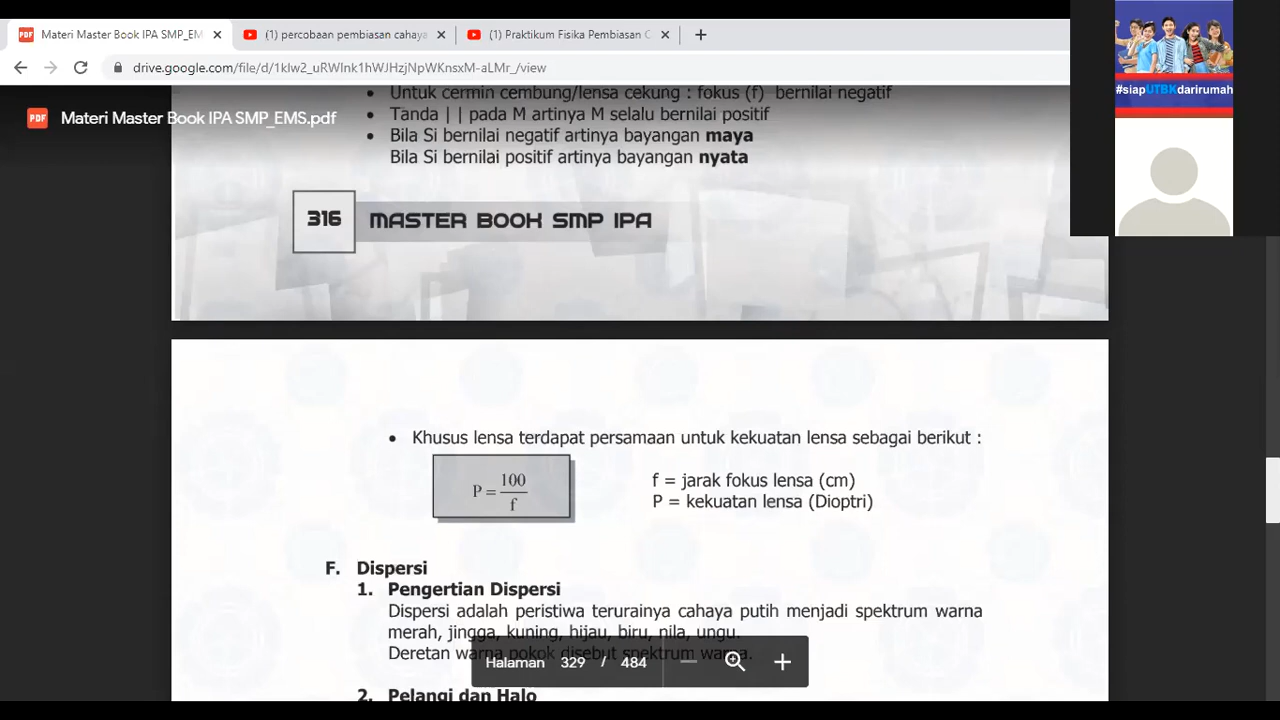 Materi Master Book IPA SMP_EM
(1) percobaan pembiasan cahaya
(1) Praktikum Fisika Pembiasan C
drive.google.com/file/d/1klw2_uRWlnk1hWJHzjNpWKnsxM-aLMr_/view
#siapUTBKdarirumah
Materi Master Book IPA SMP_EMS.pdf
• Untuk cermin cembung/lensa cekung : fokus (f) bernilai negatif
• Tanda | | pada M artinya M selalu bernilai positif
• Bila Si bernilai negatif artinya bayangan maya
Bila Si bernilai positif artinya bayangan nyata
316 MASTER BOOK SMP IPA
• Khusus lensa terdapat persamaan untuk kekuatan lensa sebagai berikut :
P = 100/f
f = jarak fokus lensa (cm)
P = kekuatan lensa (Dioptri)
F. Dispersi
1. Pengertian Dispersi
Dispersi adalah peristiwa terurainya cahaya putih menjadi spektrum warna
merah, jingga, kuning, hijau, biru, nila, ungu.
Deretan warna pokok disebut spektrum warna.
Halaman 329 / 484
2. Pelangi dan Halo